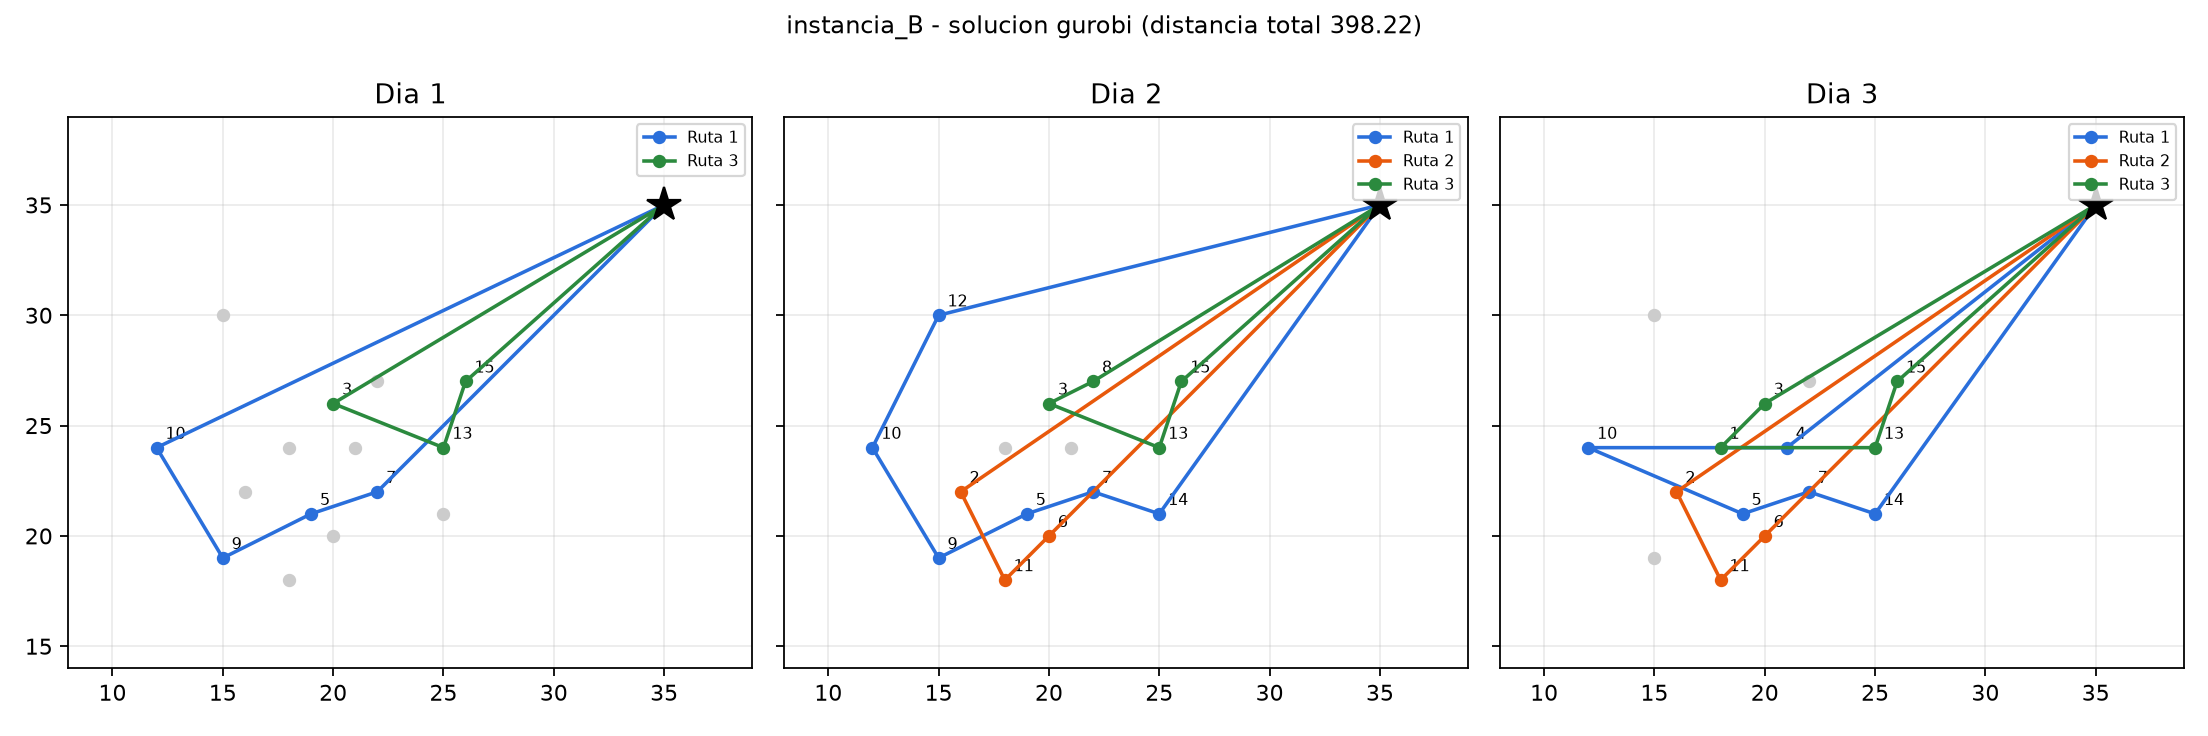 instancia_B - solucion gurobi (distancia total 398.22)
Dia 1
Ruta 1
Ruta 3
35
30
25
20
15
3
15
10
13
7
5
9
10 15 20 25 30 35
Dia 2
Ruta 1
Ruta 2
Ruta 3
12
8
3
15
10
13
2
7
5
14
6
9
11
10 15 20 25 30 35
Dia 3
Ruta 1
Ruta 2
Ruta 3
3
15
10
1
4
13
2
7
5
14
6
11
10 15 20 25 30 35